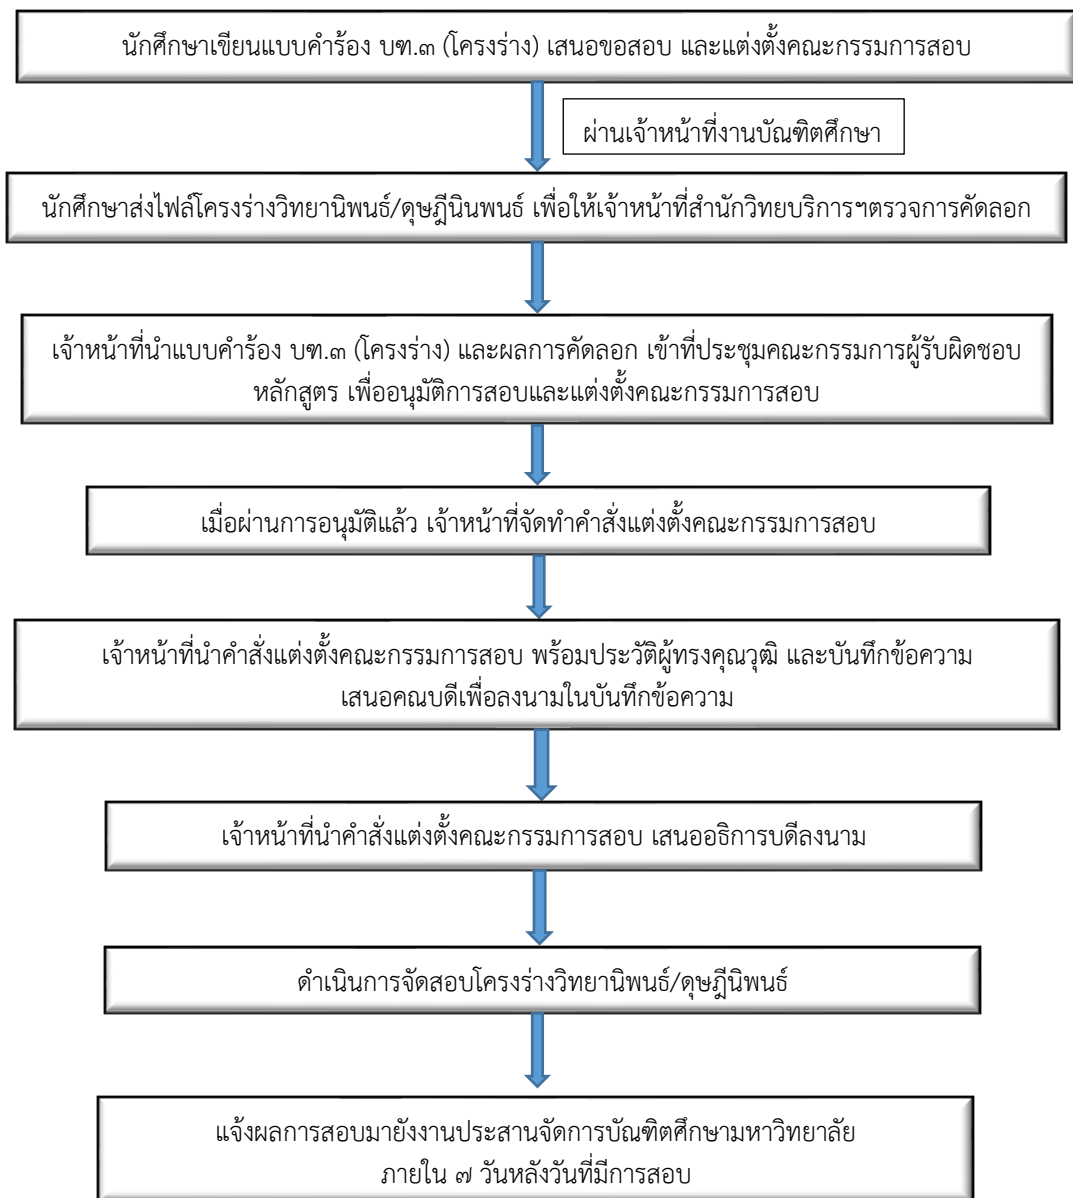 นักศึกษาเขียนแบบคำร้อง บฑ.๓ (โครงร่าง) เสนอขอสอบ และแต่งตั้งคณะกรรมการสอบ
ผ่านเจ้าหน้าที่งานบัณฑิตศึกษา
นักศึกษาส่งไฟล์โครงร่างวิทยานิพนธ์/ดุษฎีนินพนธ์ เพื่อให้เจ้าหน้าที่สำนักวิทยบริการฯตรวจการคัดลอก
เจ้าหน้าที่นำแบบคำร้อง บฑ.๓ (โครงร่าง) และผลการคัดลอก เข้าที่ประชุมคณะกรรมการผู้รับผิดชอบ
หลักสูตร เพื่ออนุมัติการสอบและแต่งตั้งคณะกรรมการสอบ
เมื่อผ่านการอนุมัติแล้ว เจ้าหน้าที่จัดทำคำสั่งแต่งตั้งคณะกรรมการสอบ
เจ้าหน้าที่นำคำสั่งแต่งตั้งคณะกรรมการสอบ พร้อมประวัติผู้ทรงคุณวุฒิ และบันทึกข้อความ
เสนอคณบดีเพื่อลงนามในบันทึกข้อความ
เจ้าหน้าที่นำคำสั่งแต่งตั้งคณะกรรมการสอบ เสนออธิการบดีลงนาม
ดำเนินการจัดสอบโครงร่างวิทยานิพนธ์/ดุษฎีนิพนธ์
แจ้งผลการสอบมายังงานประสานจัดการบัณฑิตศึกษามหาวิทยาลัย
ภายใน ๗ วันหลังวันที่มีการสอบ